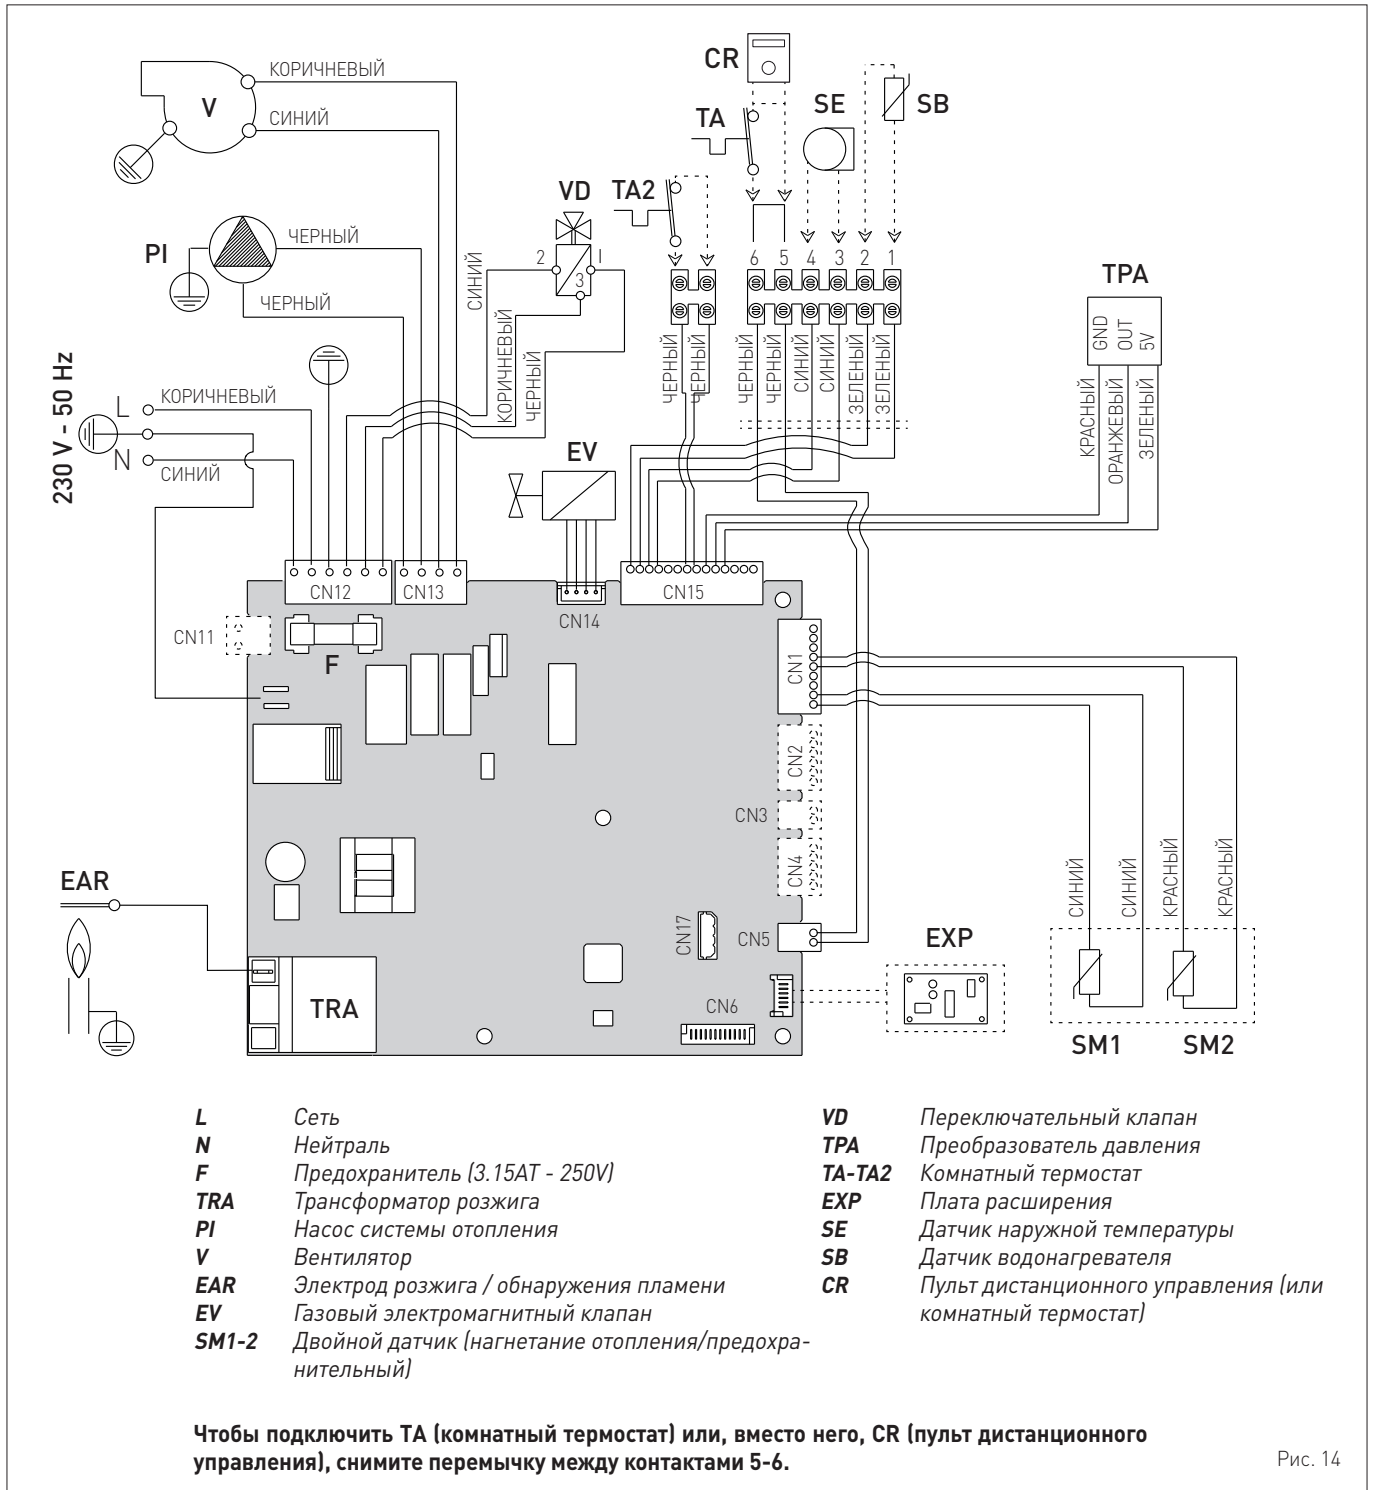 CR
КОРИЧНЕВЫЙ
V
SE
SB
TA
СИНИЙ
VD
TA2
PI
ЧЕРНЫЙ
2
1
3
6
5
4
3
2
1
СИНИЙ
TPA
GND
OUT
5V
ЧЕРНЫЙ
КОРИЧНЕВЫЙ
ЧЕРНЫЙ
ЧЕРНЫЙ
ЧЕРНЫЙ
ЧЕРНЫЙ
ЧЕРНЫЙ
СИНИЙ
СИНИЙ
ЗЕЛЕНЫЙ
ЗЕЛЕНЫЙ
КРАСНЫЙ
ОРАНЖЕВЫЙ
ЗЕЛЕНЫЙ
230 V - 50 Hz
L
КОРИЧНЕВЫЙ
N
СИНИЙ
EV
CN12
CN13
CN14
CN15
CN11
F
CN1
CN2
CN3
CN4
СИНИЙ
СИНИЙ
КРАСНЫЙ
КРАСНЫЙ
EAR
CN17
CN5
EXP
TRA
CN6
SM1
SM2
L Сеть
N Нейтраль
F Предохранитель (3.15AT - 250V)
TRA Трансформатор розжига
PI Насос системы отопления
V Вентилятор
EAR Электрод розжига / обнаружения пламени
EV Газовый электромагнитный клапан
SM1-2 Двойной датчик (нагнетание отопления/предохра-
нительный)
VD Переключательный клапан
TPA Преобразователь давления
TA-TA2 Комнатный термостат
EXP Плата расширения
SE Датчик наружной температуры
SB Датчик водонагревателя
CR Пульт дистанционного управления (или
комнатный термостат)
Чтобы подключить TA (комнатный термостат) или, вместо него, CR (пульт дистанционного
управления), снимите перемычку между контактами 5-6.
Рис. 14